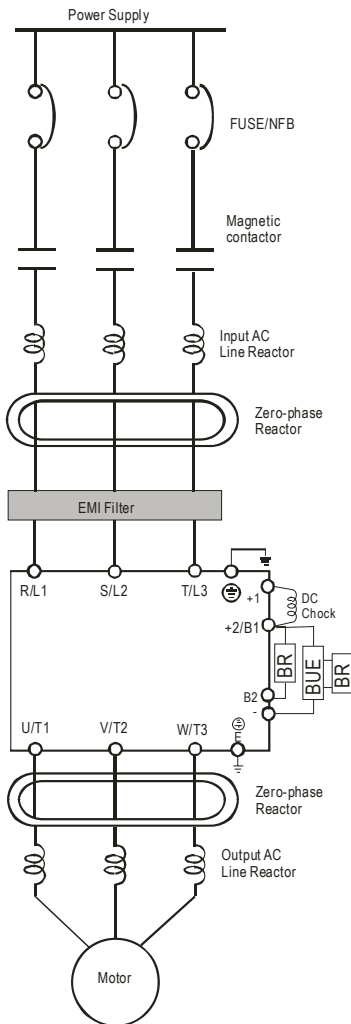 Power Supply
FUSE/NFB
Magnetic
contactor
Input AC
Line Reactor
Zero-phase
Reactor
EMI Filter
R/L1
S/L2
T/L3
+1
DC
Chock
+2/B1
BR
BUE
BR
B2
-
U/T1
V/T2
W/T3
E
Zero-phase
Reactor
Output AC
Line Reactor
Motor